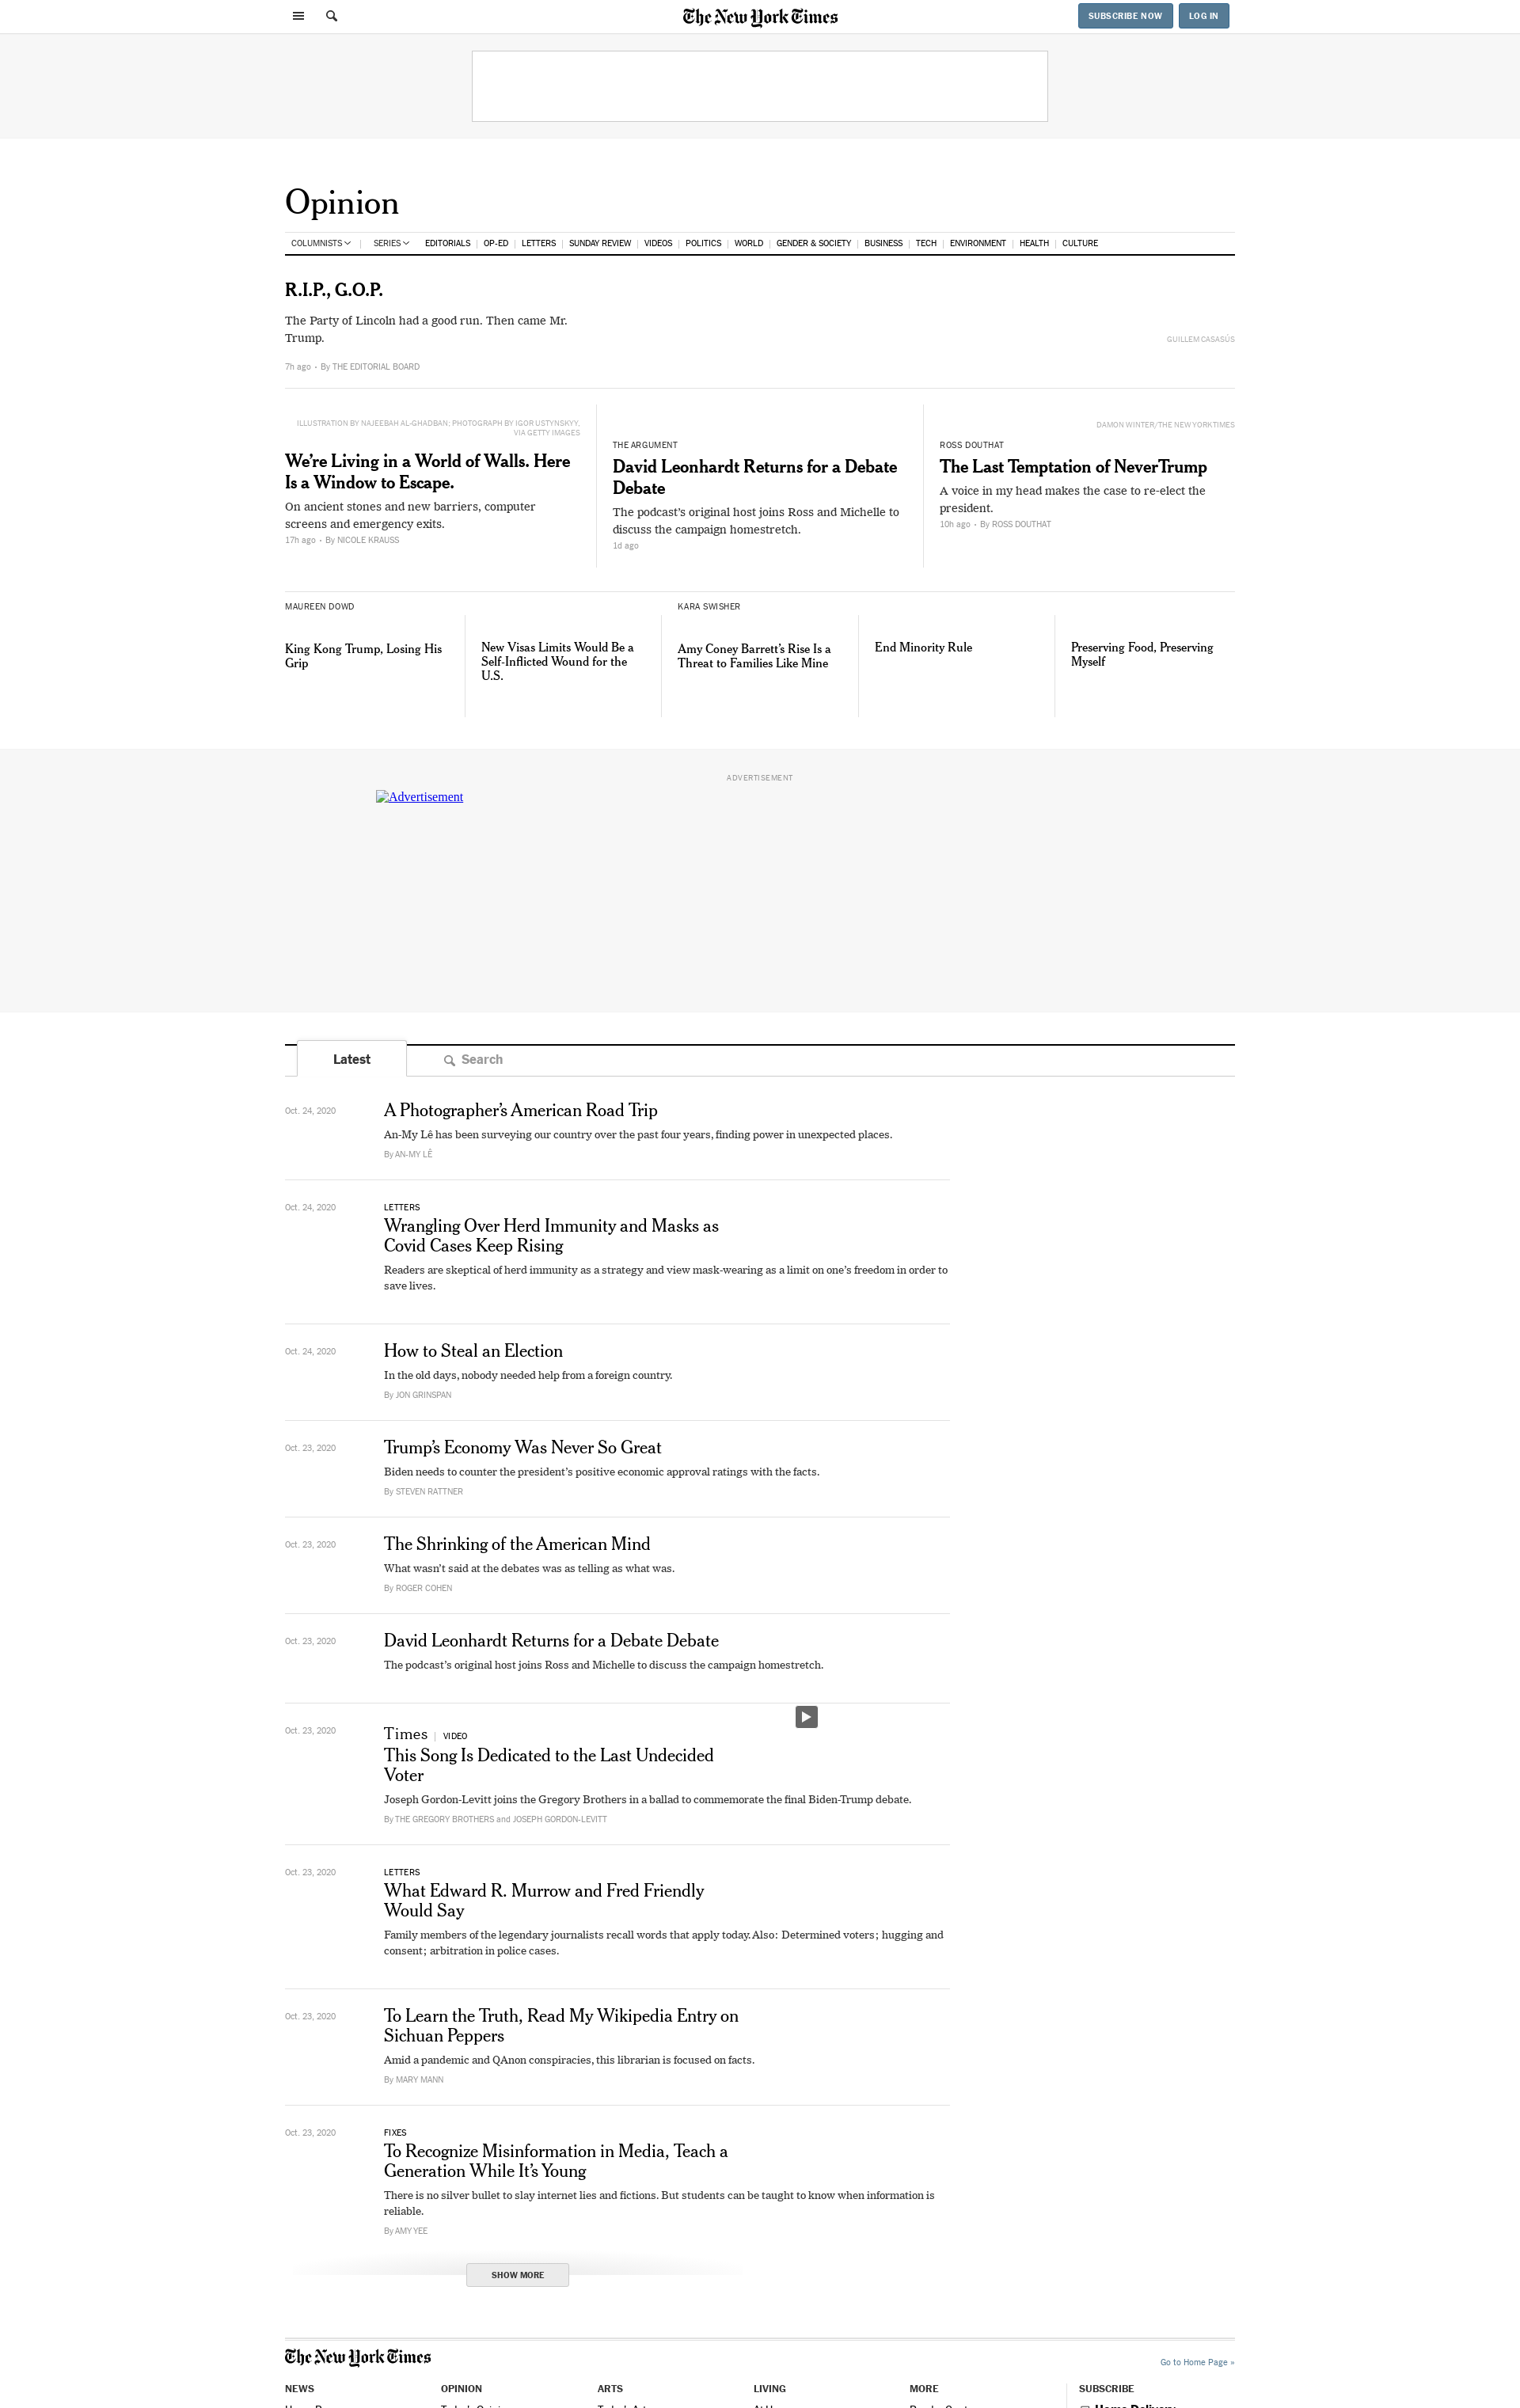 The New York Times
SUBSCRIBE NOW
LOG IN
Opinion
COLUMNISTS | SERIES EDITORIALS | OP-ED | LETTERS | SUNDAY REVIEW | VIDEOS | POLITICS | WORLD | GENDER & SOCIETY | BUSINESS | TECH | ENVIRONMENT | HEALTH | CULTURE
R.I.P., G.O.P.
The Party of Lincoln had a good run. Then came Mr.
Trump.
GUILLEM CASASÚS
7h ago • By THE EDITORIAL BOARD
ILLUSTRATION BY NAJEEBAH AL-GHADBAN; PHOTOGRAPH BY IGOR USTYNSKYY,
VIA GETTY IMAGES
We’re Living in a World of Walls. Here
Is a Window to Escape.
On ancient stones and new barriers, computer
screens and emergency exits.
17h ago • By NICOLE KRAUSS
THE ARGUMENT
David Leonhardt Returns for a Debate
Debate
The podcast’s original host joins Ross and Michelle to
discuss the campaign homestretch.
1d ago
DAMON WINTER/THE NEW YORK TIMES
ROSS DOUTHAT
The Last Temptation of NeverTrump
A voice in my head makes the case to re-elect the
president.
10h ago • By ROSS DOUTHAT
MAUREEN DOWD
King Kong Trump, Losing His
Grip
New Visas Limits Would Be a
Self-Inflicted Wound for the
U.S.
KARA SWISHER
Amy Coney Barrett’s Rise Is a
Threat to Families Like Mine
End Minority Rule
Preserving Food, Preserving
Myself
ADVERTISEMENT
Advertisement
Latest
Search
Oct. 24, 2020
A Photographer’s American Road Trip
An-My Lê has been surveying our country over the past four years, finding power in unexpected places.
By AN-MY LÊ
Oct. 24, 2020
LETTERS
Wrangling Over Herd Immunity and Masks as
Covid Cases Keep Rising
Readers are skeptical of herd immunity as a strategy and view mask-wearing as a limit on one’s freedom in order to
save lives.
Oct. 24, 2020
How to Steal an Election
In the old days, nobody needed help from a foreign country.
By JON GRINSPAN
Oct. 23, 2020
Trump’s Economy Was Never So Great
Biden needs to counter the president’s positive economic approval ratings with the facts.
By STEVEN RATTNER
Oct. 23, 2020
The Shrinking of the American Mind
What wasn’t said at the debates was as telling as what was.
By ROGER COHEN
Oct. 23, 2020
David Leonhardt Returns for a Debate Debate
The podcast’s original host joins Ross and Michelle to discuss the campaign homestretch.
Oct. 23, 2020
Times | VIDEO
This Song Is Dedicated to the Last Undecided
Voter
Joseph Gordon-Levitt joins the Gregory Brothers in a ballad to commemorate the final Biden-Trump debate.
By THE GREGORY BROTHERS and JOSEPH GORDON-LEVITT
Oct. 23, 2020
LETTERS
What Edward R. Murrow and Fred Friendly
Would Say
Family members of the legendary journalists recall words that apply today. Also: Determined voters; hugging and
consent; arbitration in police cases.
Oct. 23, 2020
To Learn the Truth, Read My Wikipedia Entry on
Sichuan Peppers
Amid a pandemic and QAnon conspiracies, this librarian is focused on facts.
By MARY MANN
Oct. 23, 2020
FIXES
To Recognize Misinformation in Media, Teach a
Generation While It’s Young
There is no silver bullet to slay internet lies and fictions. But students can be taught to know when information is
reliable.
By AMY YEE
SHOW MORE
The New York Times
Go to Home Page »
NEWS
OPINION
ARTS
LIVING
MORE
SUBSCRIBE